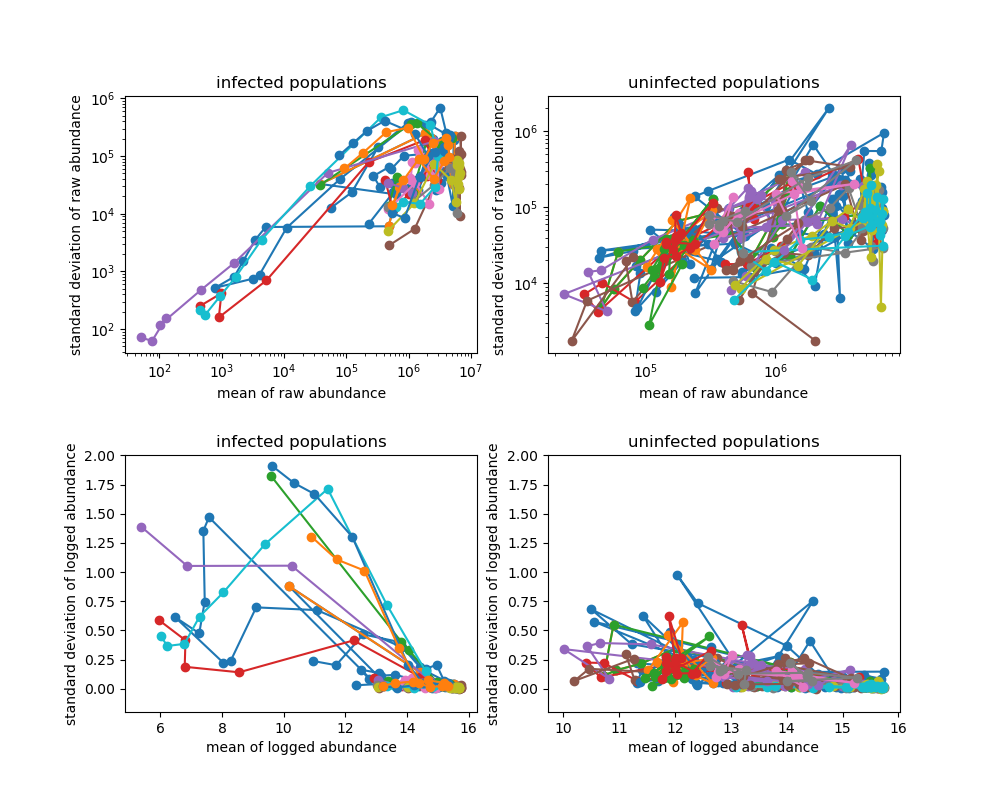 infected populations
standard deviation of raw abundance
10^6
10^5
10^4
10^3
10^2
10^2 10^3 10^4 10^5 10^6 10^7
mean of raw abundance
uninfected populations
standard deviation of raw abundance
10^6
10^5
10^4
10^5 10^6
mean of raw abundance
infected populations
standard deviation of logged abundance
2.00
1.75
1.50
1.25
1.00
0.75
0.50
0.25
0.00
6 8 10 12 14 16
mean of logged abundance
uninfected populations
standard deviation of logged abundance
2.00
1.75
1.50
1.25
1.00
0.75
0.50
0.25
0.00
10 11 12 13 14 15 16
mean of logged abundance